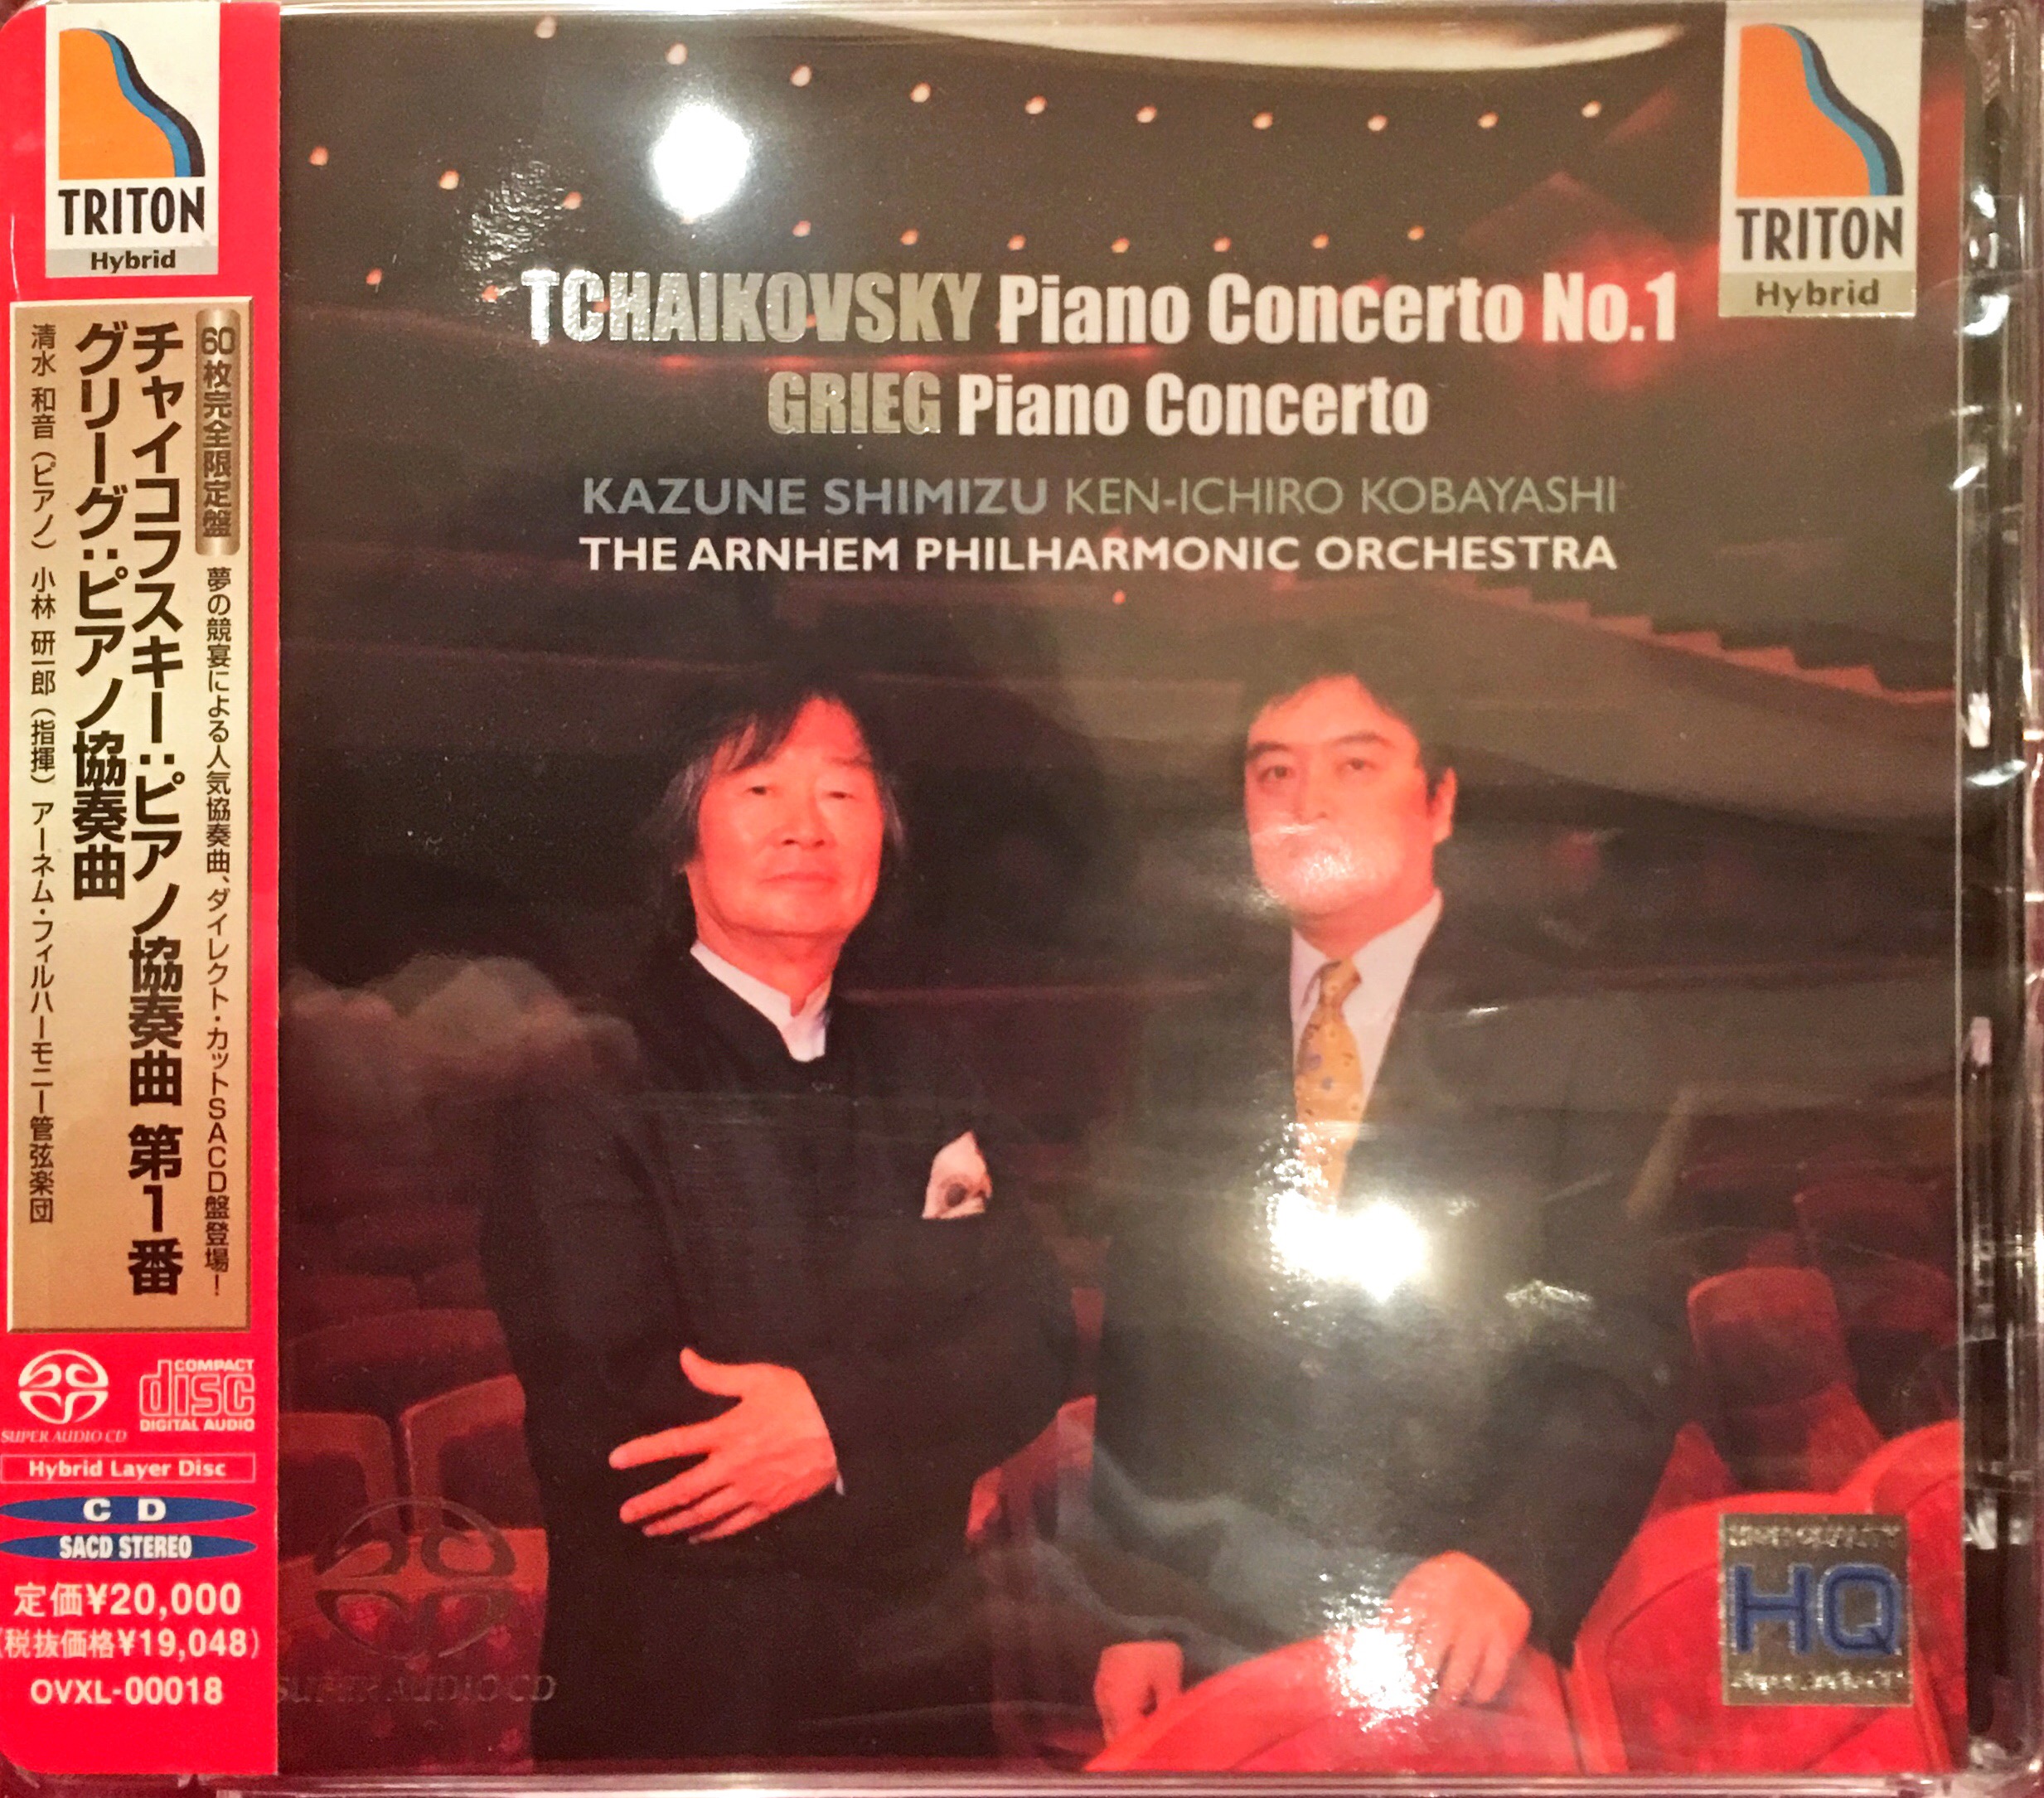 TRITON
Hybrid
60枚完全限定盤 夢の競宴による人気協奏曲、ダイレクト・カットSACD盤登場!
チャイコフスキー:ピアノ協奏曲 第1番
グリーグ:ピアノ協奏曲
清水 和音(ピアノ) 小林 研一郎(指揮) アーネム・フィルハーモニー管弦楽団
SUPER AUDIO CD
COMPACT
disc
DIGITAL AUDIO
Hybrid Layer Disc
CD
SACD STEREO
定価¥20,000
(税抜価格¥19,048)
OVXL-00018
TCHAIKOVSKY Piano Concerto No.1
GRIEG Piano Concerto
KAZUNE SHIMIZU KEN-ICHIRO KOBAYASHI
THE ARNHEM PHILHARMONIC ORCHESTRA
TRITON
Hybrid
SUPER AUDIO CD
HQ